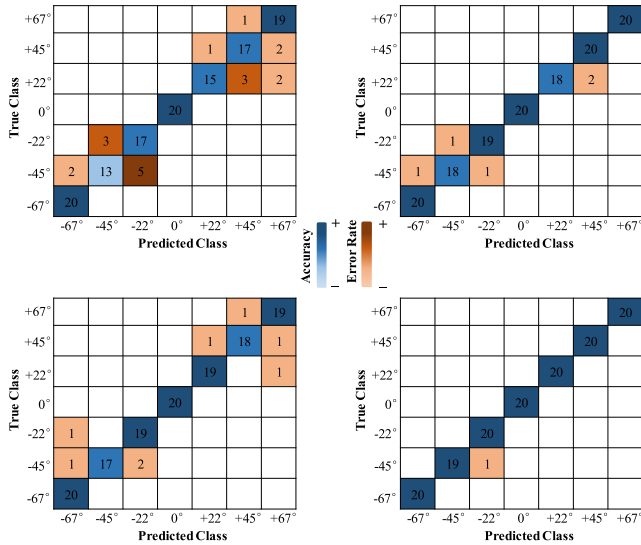 +67° 1 19
+45° 1 17 2
+22° 15 3 2
0° 20
-22° 3 17
-45° 2 13 5
-67° 20
-67° -45° -22° 0° +22° +45° +67°
Predicted Class
True Class
+67° 20
+45° 20
+22° 18 2
0° 20
-22° 1 19
-45° 1 18 1
-67° 20
-67° -45° -22° 0° +22° +45° +67°
Predicted Class
True Class
Accuracy
+
−
Error Rate
+
−
+67° 1 19
+45° 1 18 1
+22° 19 1
0° 20
-22° 1 19
-45° 1 17 2
-67° 20
-67° -45° -22° 0° +22° +45° +67°
Predicted Class
True Class
+67° 20
+45° 20
+22° 20
0° 20
-22° 20
-45° 19 1
-67° 20
-67° -45° -22° 0° +22° +45° +67°
Predicted Class
True Class